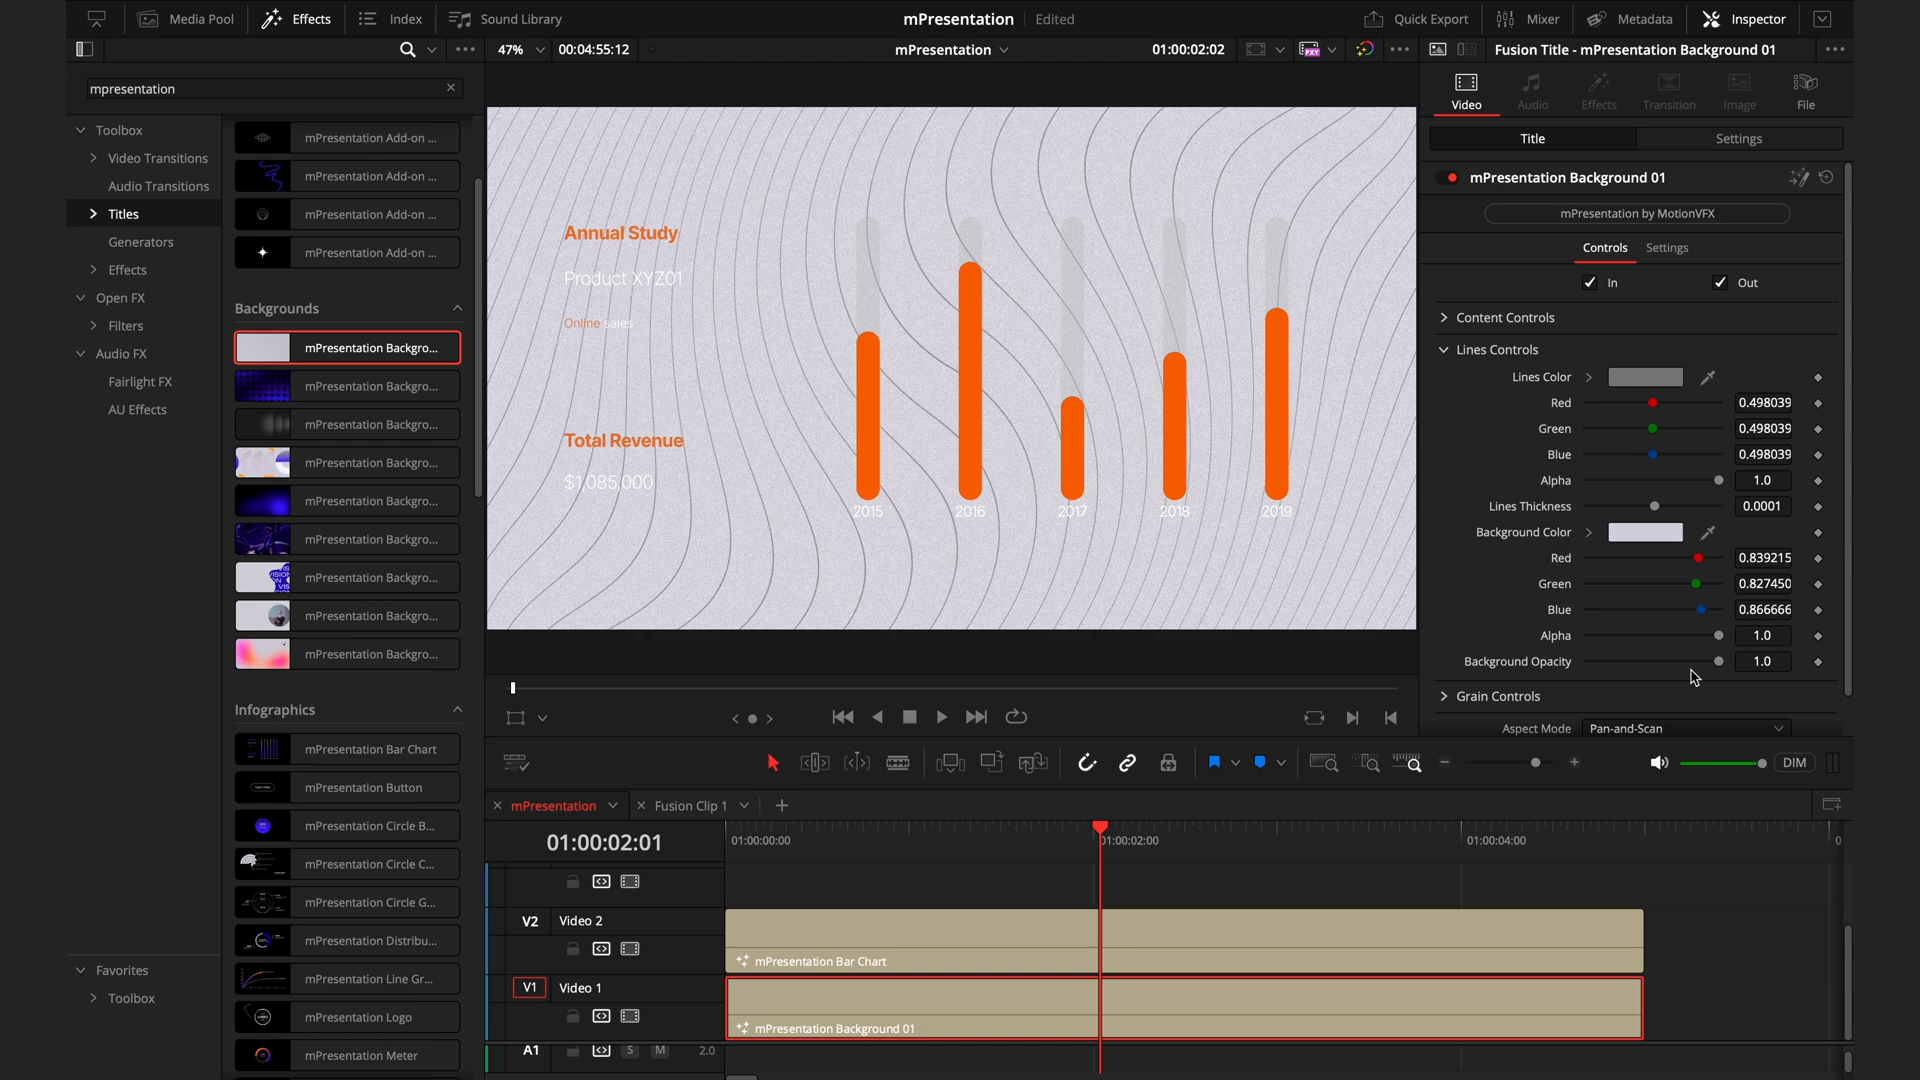 Media Pool
Effects
Index
Sound Library
mPresentation
Edited
Quick Export
Mixer
Metadata
Inspector
47%
00:04:55:12
mPresentation
01:00:02:02
PXY
Fusion Title - mPresentation Background 01
mpresentation
Toolbox
Video Transitions
Audio Transitions
Titles
Generators
Effects
Open FX
Filters
Audio FX
Fairlight FX
AU Effects
Favorites
Toolbox
mPresentation Add-on ...
mPresentation Add-on ...
mPresentation Add-on ...
mPresentation Add-on ...
Backgrounds
mPresentation Backgro...
mPresentation Backgro...
mPresentation Backgro...
mPresentation Backgro...
mPresentation Backgro...
mPresentation Backgro...
mPresentation Backgro...
mPresentation Backgro...
mPresentation Backgro...
Infographics
mPresentation Bar Chart
mPresentation Button
mPresentation Circle B...
mPresentation Circle C...
mPresentation Circle G...
mPresentation Distribu...
mPresentation Line Gr...
mPresentation Logo
mPresentation Meter
Annual Study
Product XYZ01
Online sales
Total Revenue
$1,085,000
2015 2016 2017 2018 2019
Video
Audio
Effects
Transition
Image
File
Title
Settings
mPresentation Background 01
mPresentation by MotionVFX
Controls
Settings
In
Out
Content Controls
Lines Controls
Lines Color
Red 0.498039
Green 0.498039
Blue 0.498039
Alpha 1.0
Lines Thickness 0.0001
Background Color
Red 0.839215
Green 0.827450
Blue 0.866666
Alpha 1.0
Background Opacity 1.0
Grain Controls
Aspect Mode Pan-and-Scan
DIM
mPresentation
Fusion Clip 1
01:00:02:01
01:00:00:00
01:00:02:00
01:00:04:00
V2 Video 2
mPresentation Bar Chart
V1 Video 1
mPresentation Background 01
A1 S M 2.0